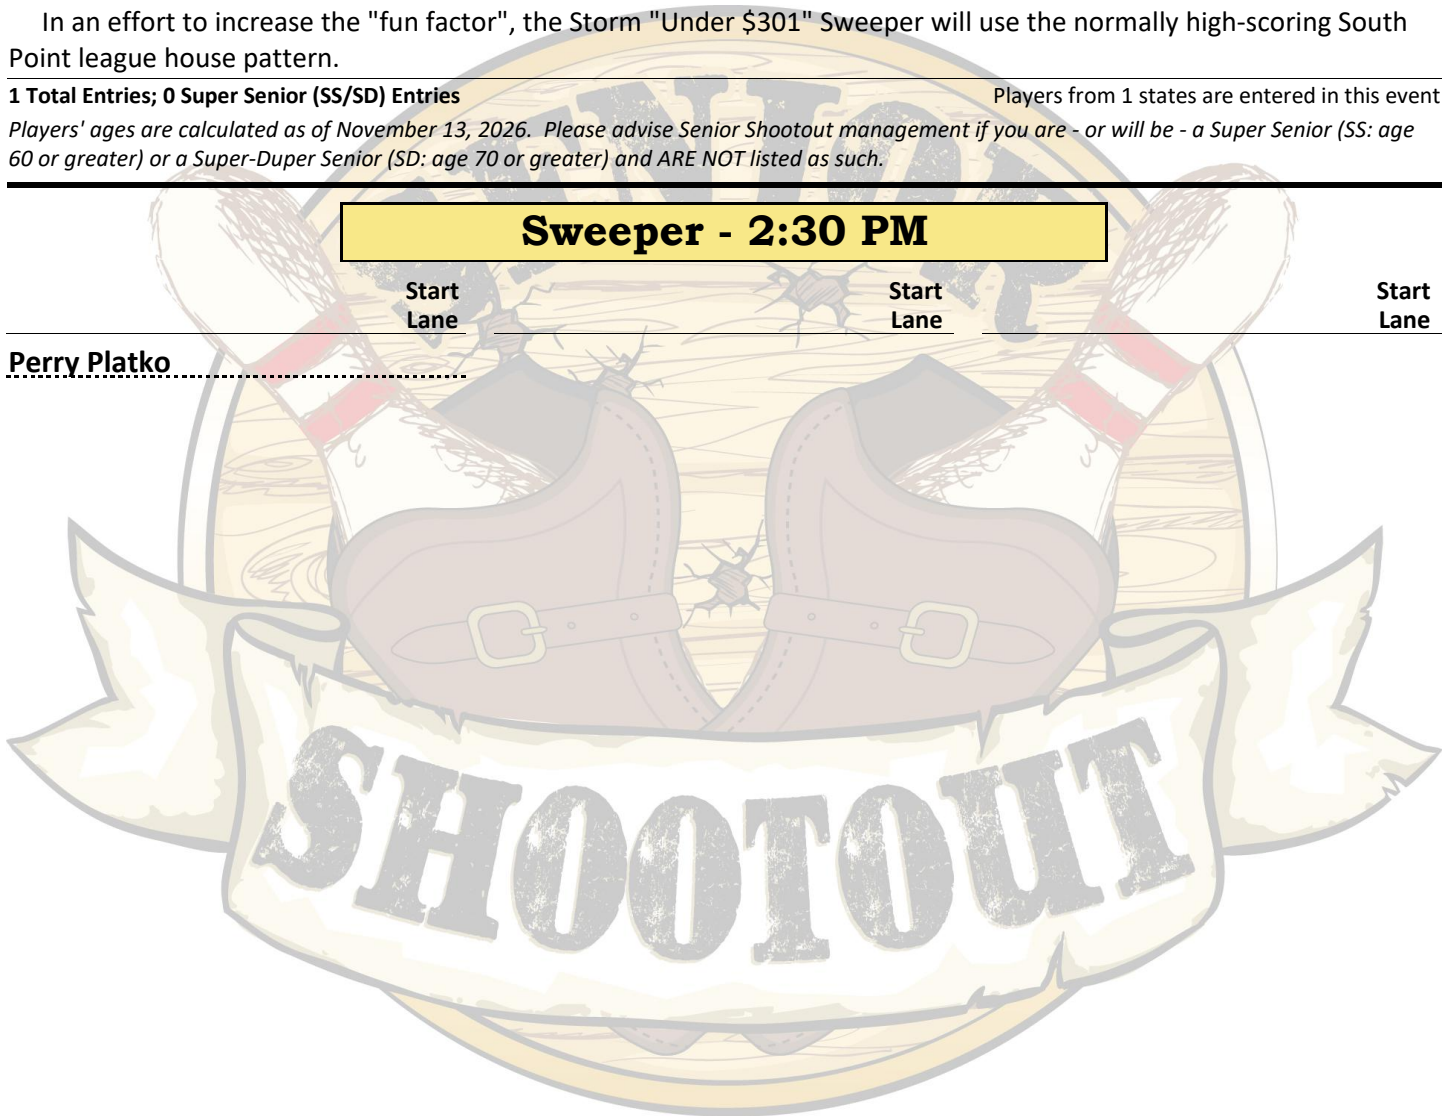 In an effort to increase the "fun factor", the Storm "Under $301" Sweeper will use the normally high-scoring South
Point league house pattern.
1 Total Entries; 0 Super Senior (SS/SD) Entries Players from 1 states are entered in this event
Players' ages are calculated as of November 13, 2026. Please advise Senior Shootout management if you are - or will be - a Super Senior (SS: age
60 or greater) or a Super-Duper Senior (SD: age 70 or greater) and ARE NOT listed as such.
SENIOR
Sweeper - 2:30 PM
Start Start Start
Lane Lane Lane
Perry Platko
SHOOTOUT